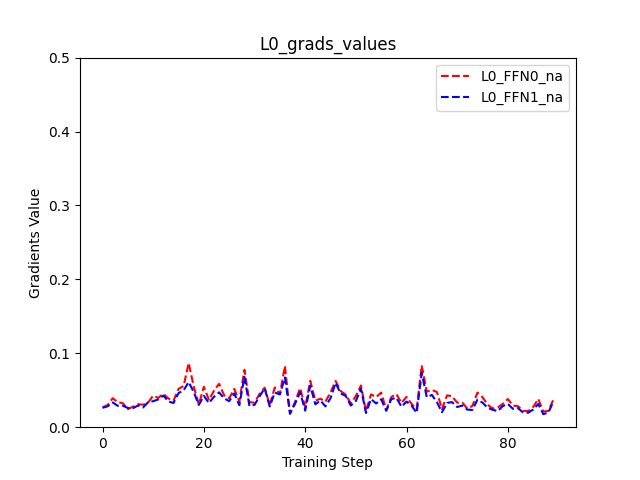 L0_grads_values
L0_FFN0_na
L0_FFN1_na
Gradients Value
0.5
0.4
0.3
0.2
0.1
0.0
0 20 40 60 80
Training Step